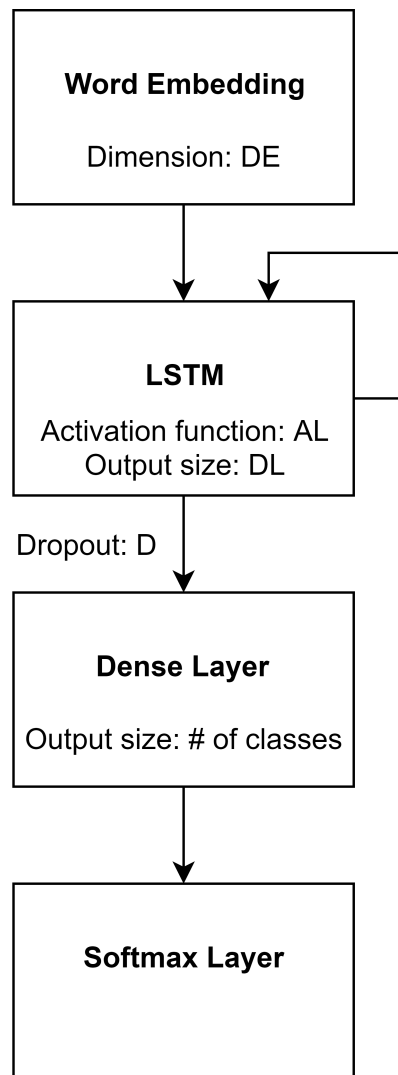 Word Embedding
Dimension: DE
LSTM
Activation function: AL
Output size: DL
Dropout: D
Dense Layer
Output size: # of classes
Softmax Layer